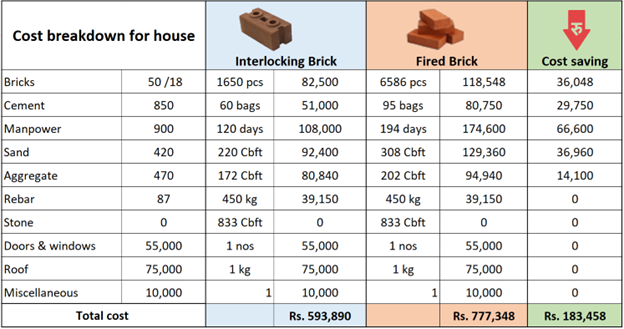 Cost breakdown for house Interlocking Brick Fired Brick रु Cost saving
Bricks 50 /18 1650 pcs 82,500 6586 pcs 118,548 36,048
Cement 850 60 bags 51,000 95 bags 80,750 29,750
Manpower 900 120 days 108,000 194 days 174,600 66,600
Sand 420 220 Cbft 92,400 308 Cbft 129,360 36,960
Aggregate 470 172 Cbft 80,840 202 Cbft 94,940 14,100
Rebar 87 450 kg 39,150 450 kg 39,150 0
Stone 0 833 Cbft 0 833 Cbft 0 0
Doors & windows 55,000 1 nos 55,000 1 nos 55,000 0
Roof 75,000 1 kg 75,000 1 kg 75,000 0
Miscellaneous 10,000 1 10,000 1 10,000 0
Total cost Rs. 593,890 Rs. 777,348 Rs. 183,458